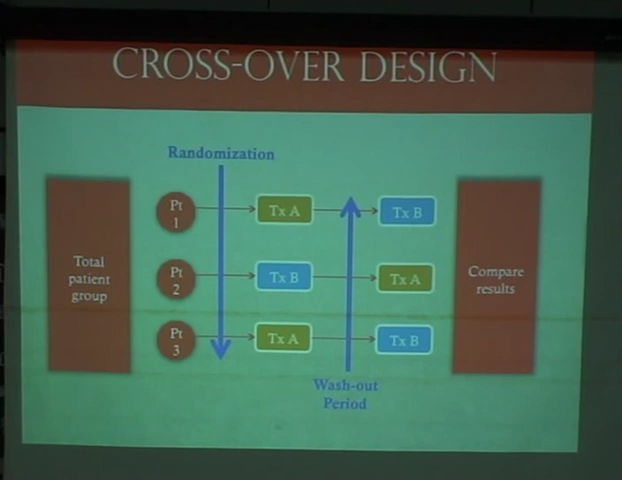 CROSS-OVER DESIGN
Randomization
Total
patient
group
Pt
1
Tx A
Tx B
Pt
2
Tx B
Tx A
Pt
3
Tx A
Tx B
Compare
results
Wash-out
Period